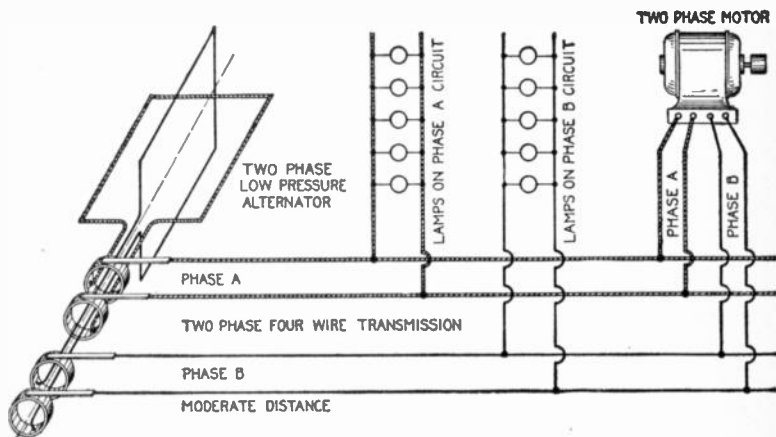 TWO PHASE MOTOR
LAMPS ON PHASE A CIRCUIT
LAMPS ON PHASE B CIRCUIT
TWO PHASE
LOW PRESSURE
ALTERNATOR
PHASE A
PHASE B
PHASE A
TWO PHASE FOUR WIRE TRANSMISSION
PHASE B
MODERATE DISTANCE